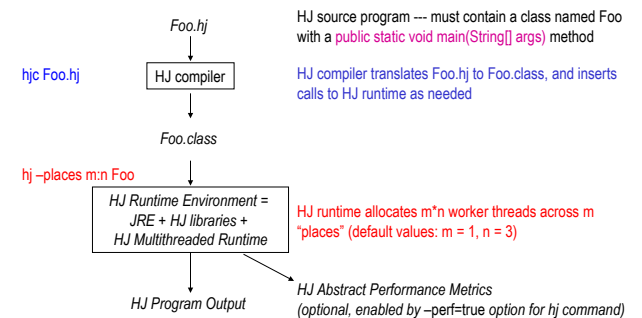 Foo.hj
HJ source program --- must contain a class named Foo
with a public static void main(String[] args) method
hjc Foo.hj
HJ compiler
HJ compiler translates Foo.hj to Foo.class, and inserts
calls to HJ runtime as needed
Foo.class
hj –places m:n Foo
HJ Runtime Environment =
JRE + HJ libraries +
HJ Multithreaded Runtime
HJ runtime allocates m*n worker threads across m
“places” (default values: m = 1, n = 3)
HJ Program Output
HJ Abstract Performance Metrics
(optional, enabled by –perf=true option for hj command)